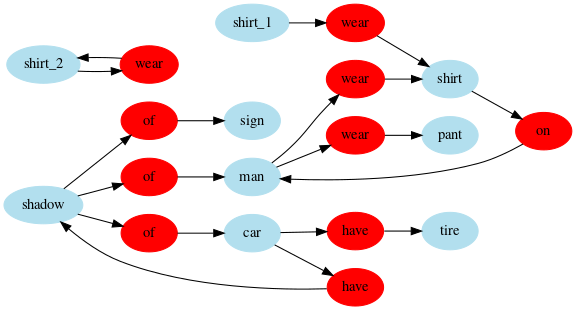 shirt_1
wear
shirt_2
wear
wear
shirt
of
sign
wear
pant
on
of
man
shadow
of
car
have
tire
have